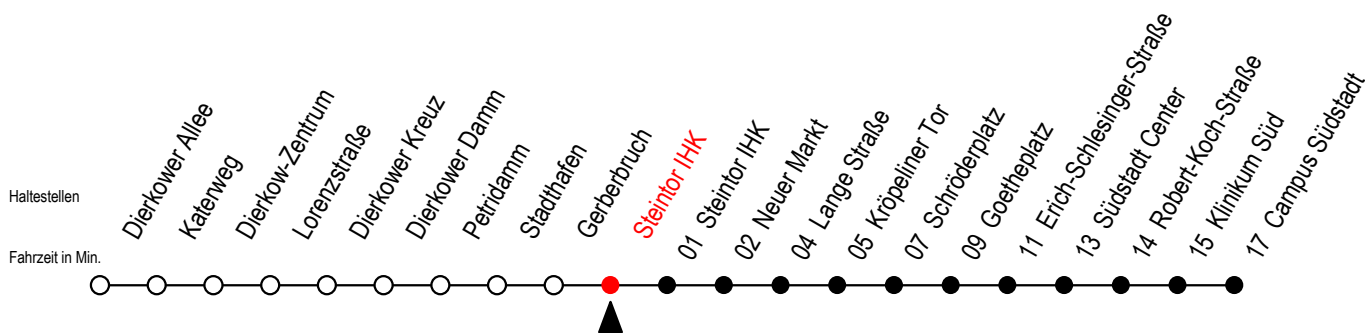 Haltestellen
Fahrzeit in Min.
Dierkower Allee
Katerweg
Dierkow-Zentrum
Lorenzstraße
Dierkower Kreuz
Dierkower Damm
Petridamm
Stadthafen
Gerberbruch
Steintor IHK
01 Steintor IHK
02 Neuer Markt
04 Lange Straße
05 Kröpeliner Tor
07 Schröderplatz
09 Goetheplatz
11 Erich-Schlesinger-Straße
13 Südstadt Center
14 Robert-Koch-Straße
15 Klinikum Süd
17 Campus Südstadt